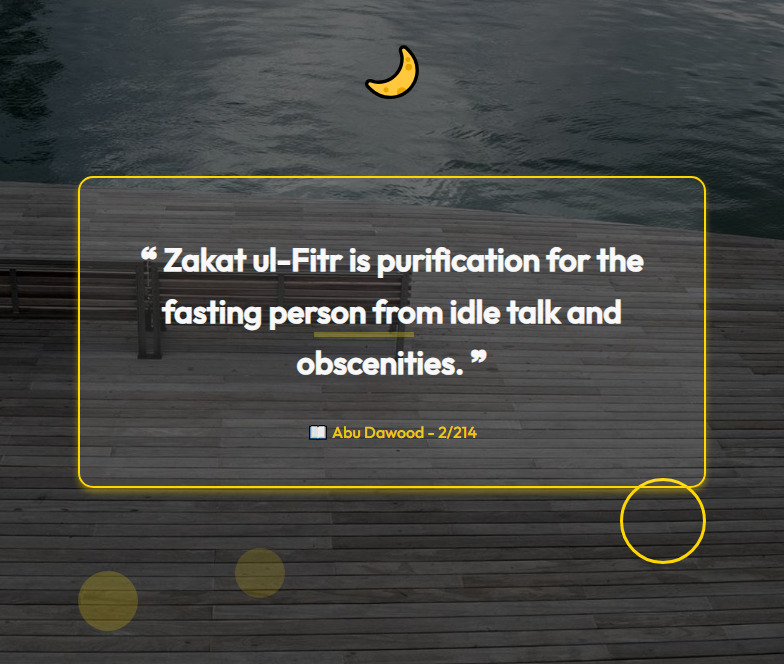 ❝ Zakat ul-Fitr is purification for the
fasting person from idle talk and
obscenities. ❞
Abu Dawood - 2/214